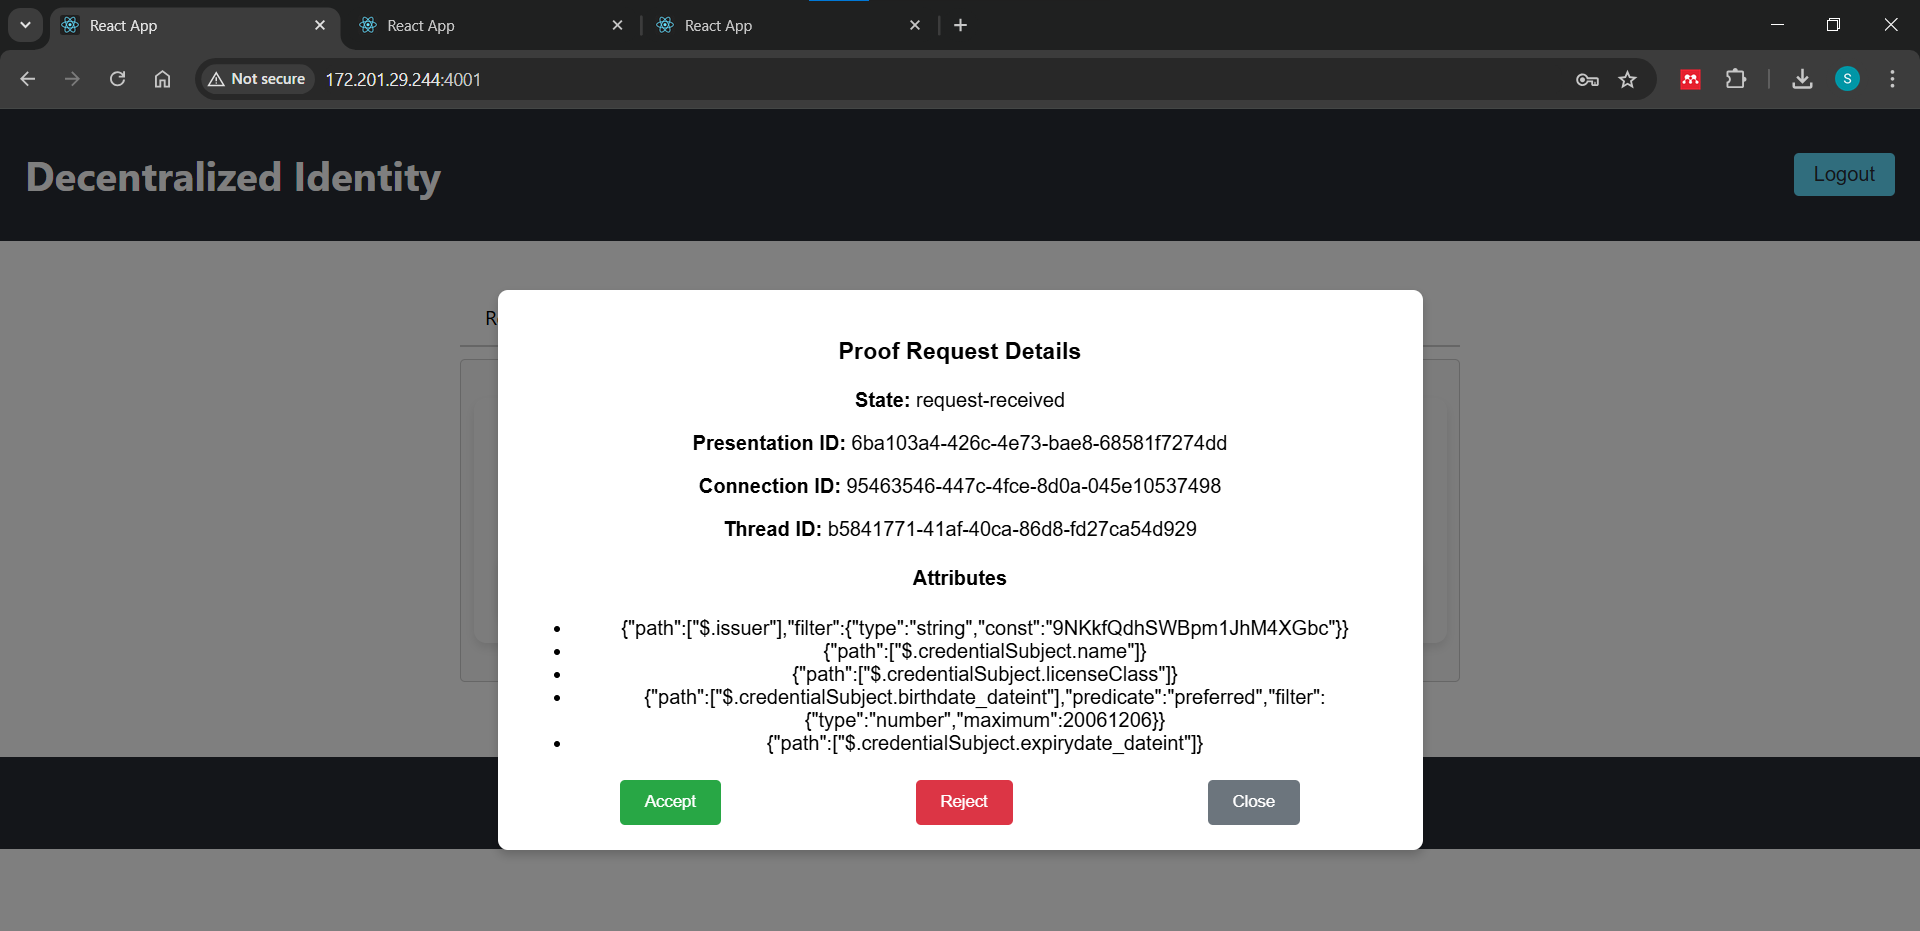 React App
React App
React App
Not secure
172.201.29.244:4001
S
Decentralized Identity
Logout
Proof Request Details
State: request-received
Presentation ID: 6ba103a4-426c-4e73-bae8-68581f7274dd
Connection ID: 95463546-447c-4fce-8d0a-045e10537498
Thread ID: b5841771-41af-40ca-86d8-fd27ca54d929
Attributes
• {"path":["$.issuer"],"filter":{"type":"string","const":"9NKkfQdhSWBpm1JhM4XGbc"}}
• {"path":["$.credentialSubject.name"]}
• {"path":["$.credentialSubject.licenseClass"]}
• {"path":["$.credentialSubject.birthdate_dateint"],"predicate":"preferred","filter":
{"type":"number","maximum":20061206}}
• {"path":["$.credentialSubject.expirydate_dateint"]}
Accept
Reject
Close